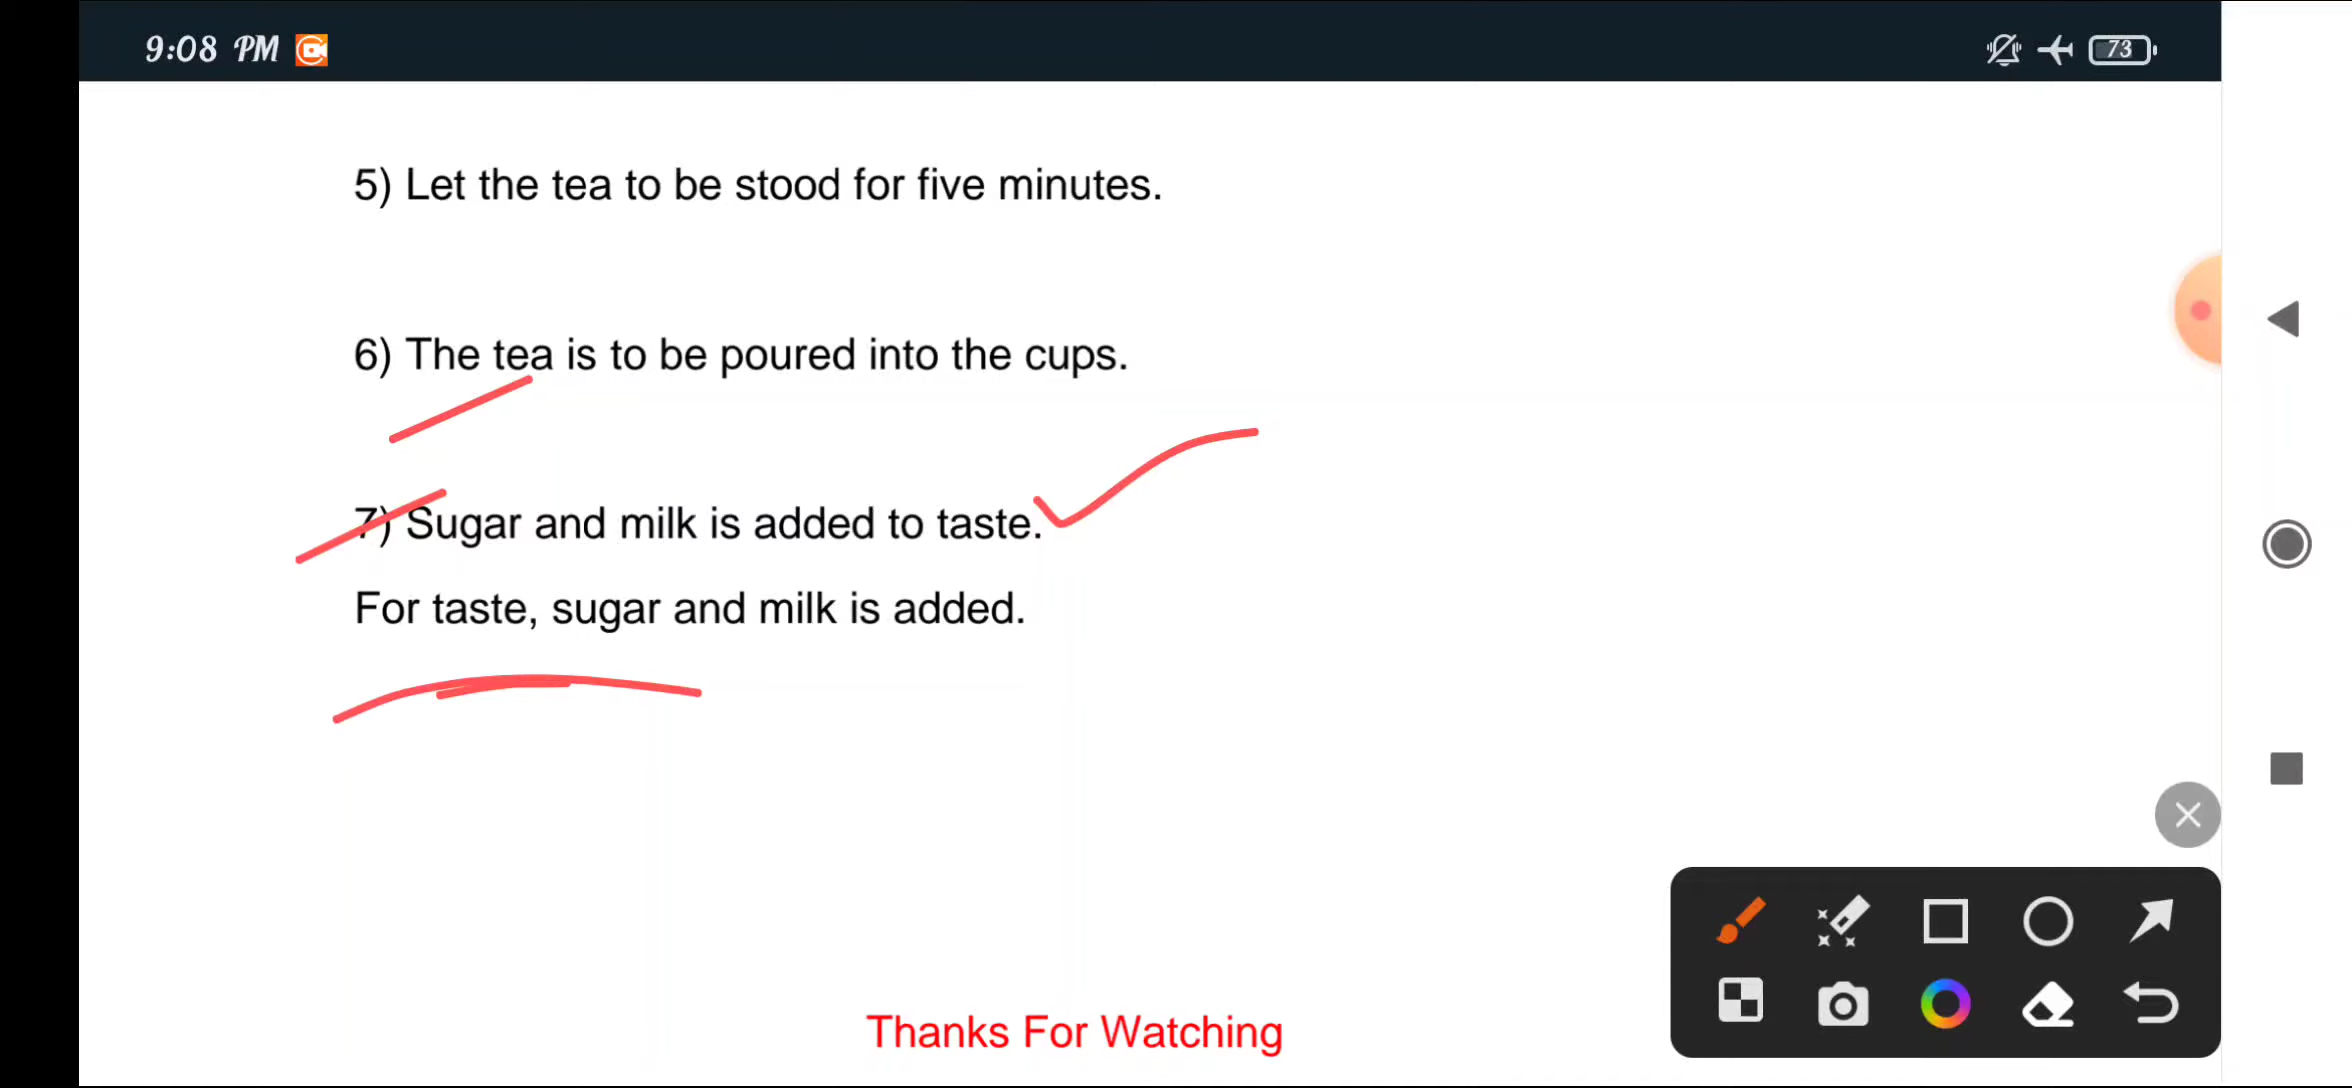 9:08 PM
73
5) Let the tea to be stood for five minutes.
6) The tea is to be poured into the cups.
7) Sugar and milk is added to taste.
For taste, sugar and milk is added.
Thanks For Watching